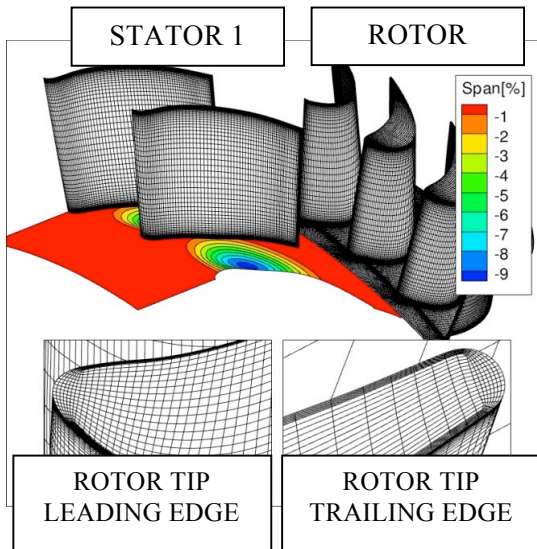 STATOR 1
ROTOR
Span[%]
-1
-2
-3
-4
-5
-6
-7
-8
-9
ROTOR TIP
LEADING EDGE
ROTOR TIP
TRAILING EDGE